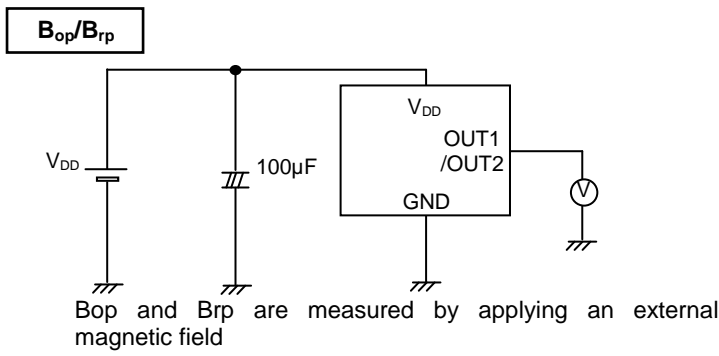 Bop/Brp
VDD
OUT1
/OUT2
GND
VDD
100µF
V
Bop and Brp are measured by applying an external
magnetic field